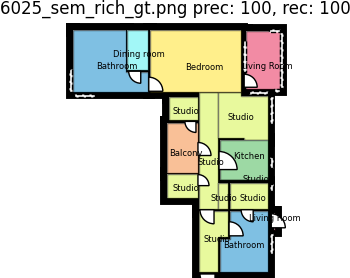 6025_sem_rich_gt.png prec: 100, rec: 100
Dining room
Bathroom
Bedroom
Living Room
Studio
Studio
Balcony
Kitchen
Studio
Studio
Studio
Studio
Studio
Living Room
Studio
Bathroom